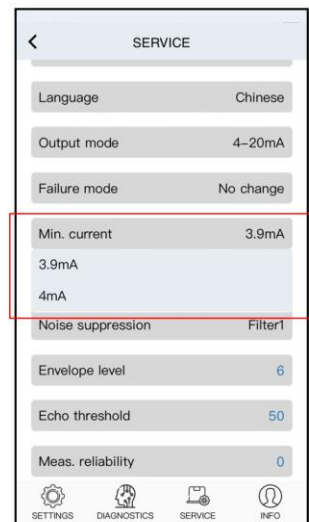 SERVICE
Language Chinese
Output mode 4-20mA
Failure mode No change
Min. current 3.9mA
3.9mA
4mA
Noise suppression Filter1
Envelope level 6
Echo threshold 50
Meas. reliability 0
SETTINGS DIAGNOSTICS SERVICE INFO